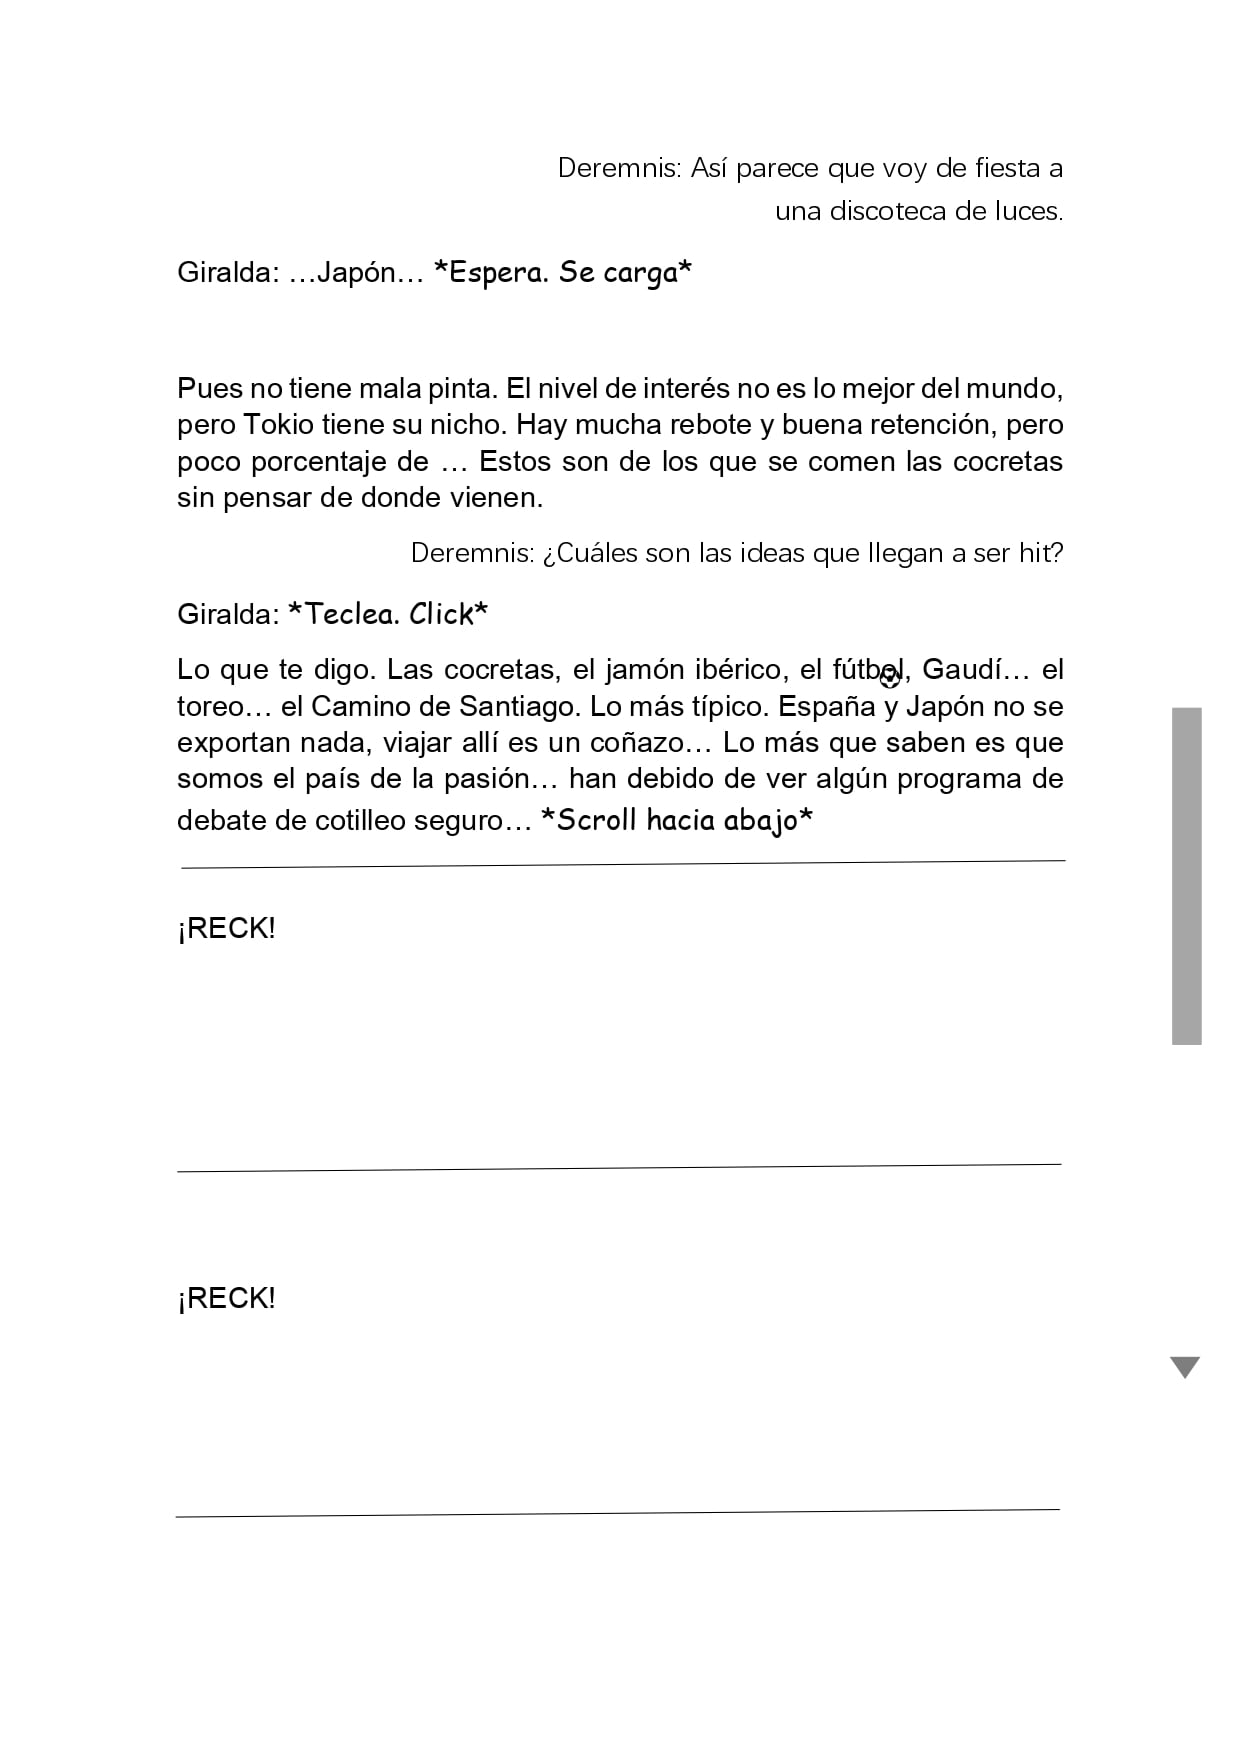 Deremnis: Así parece que voy de fiesta a
una discoteca de luces.
Giralda: …Japón… *Espera. Se carga*
Pues no tiene mala pinta. El nivel de interés no es lo mejor del mundo,
pero Tokio tiene su nicho. Hay mucha rebote y buena retención, pero
poco porcentaje de … Estos son de los que se comen las cocretas
sin pensar de donde vienen.
Deremnis: ¿Cuáles son las ideas que llegan a ser hit?
Giralda: *Teclea. Click*
Lo que te digo. Las cocretas, el jamón ibérico, el fútbol, Gaudí… el
toreo… el Camino de Santiago. Lo más típico. España y Japón no se
exportan nada, viajar allí es un coñazo… Lo más que saben es que
somos el país de la pasión… han debido de ver algún programa de
debate de cotilleo seguro… *Scroll hacia abajo*
¡RECK!
¡RECK!